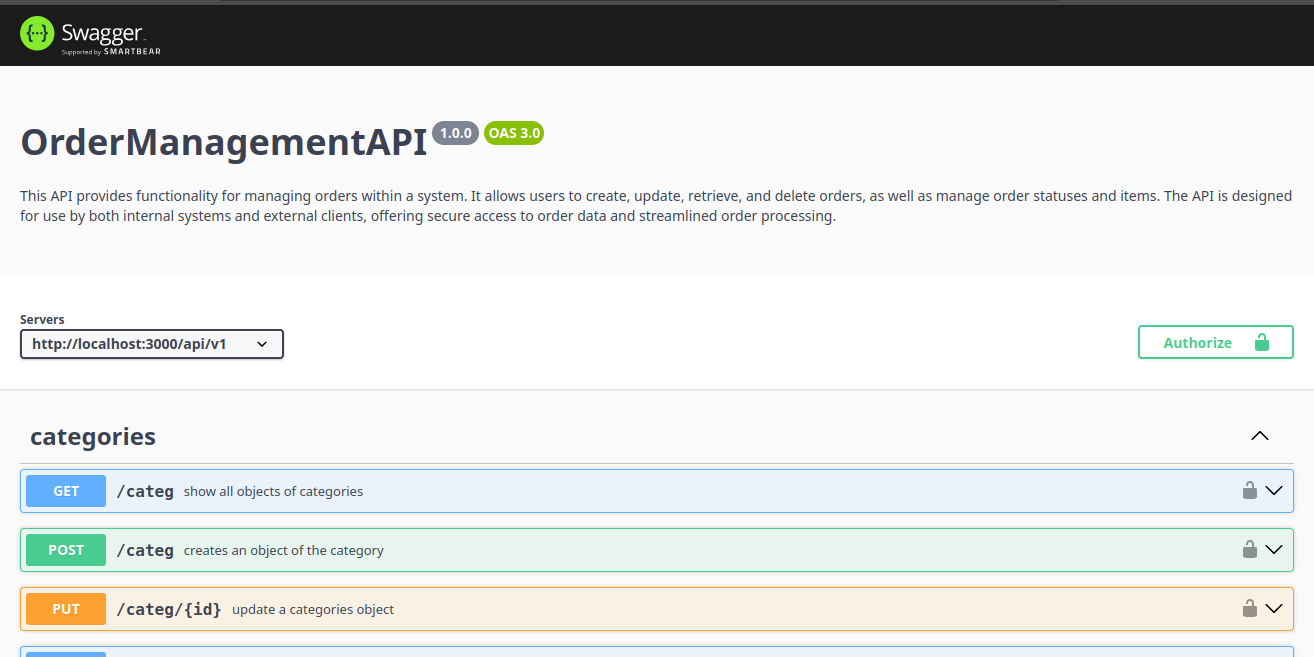 Swagger
Supported by SMARTBEAR
OrderManagementAPI 1.0.0 OAS 3.0
This API provides functionality for managing orders within a system. It allows users to create, update, retrieve, and delete orders, as well as manage order statuses and items. The API is designed
for use by both internal systems and external clients, offering secure access to order data and streamlined order processing.
Servers
http://localhost:3000/api/v1
Authorize
categories
GET /categ show all objects of categories
POST /categ creates an object of the category
PUT /categ/{id} update a categories object